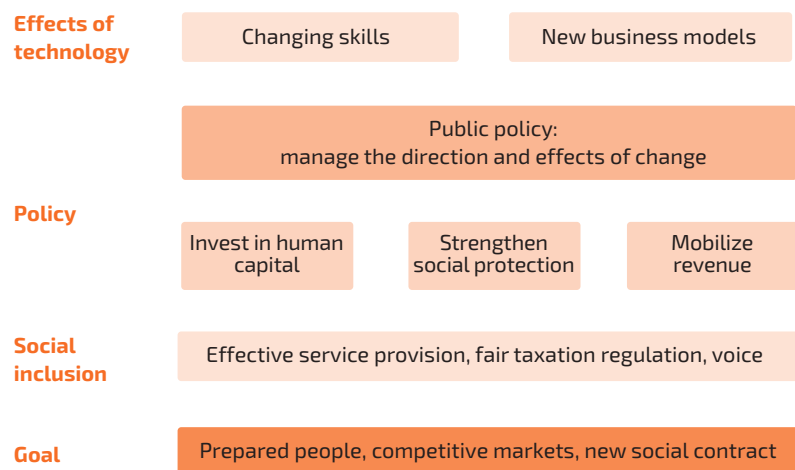 Effects of
technology
Changing skills
New business models
Public policy:
manage the direction and effects of change
Policy
Invest in human
capital
Strengthen
social protection
Mobilize
revenue
Social
inclusion
Effective service provision, fair taxation regulation, voice
Goal
Prepared people, competitive markets, new social contract